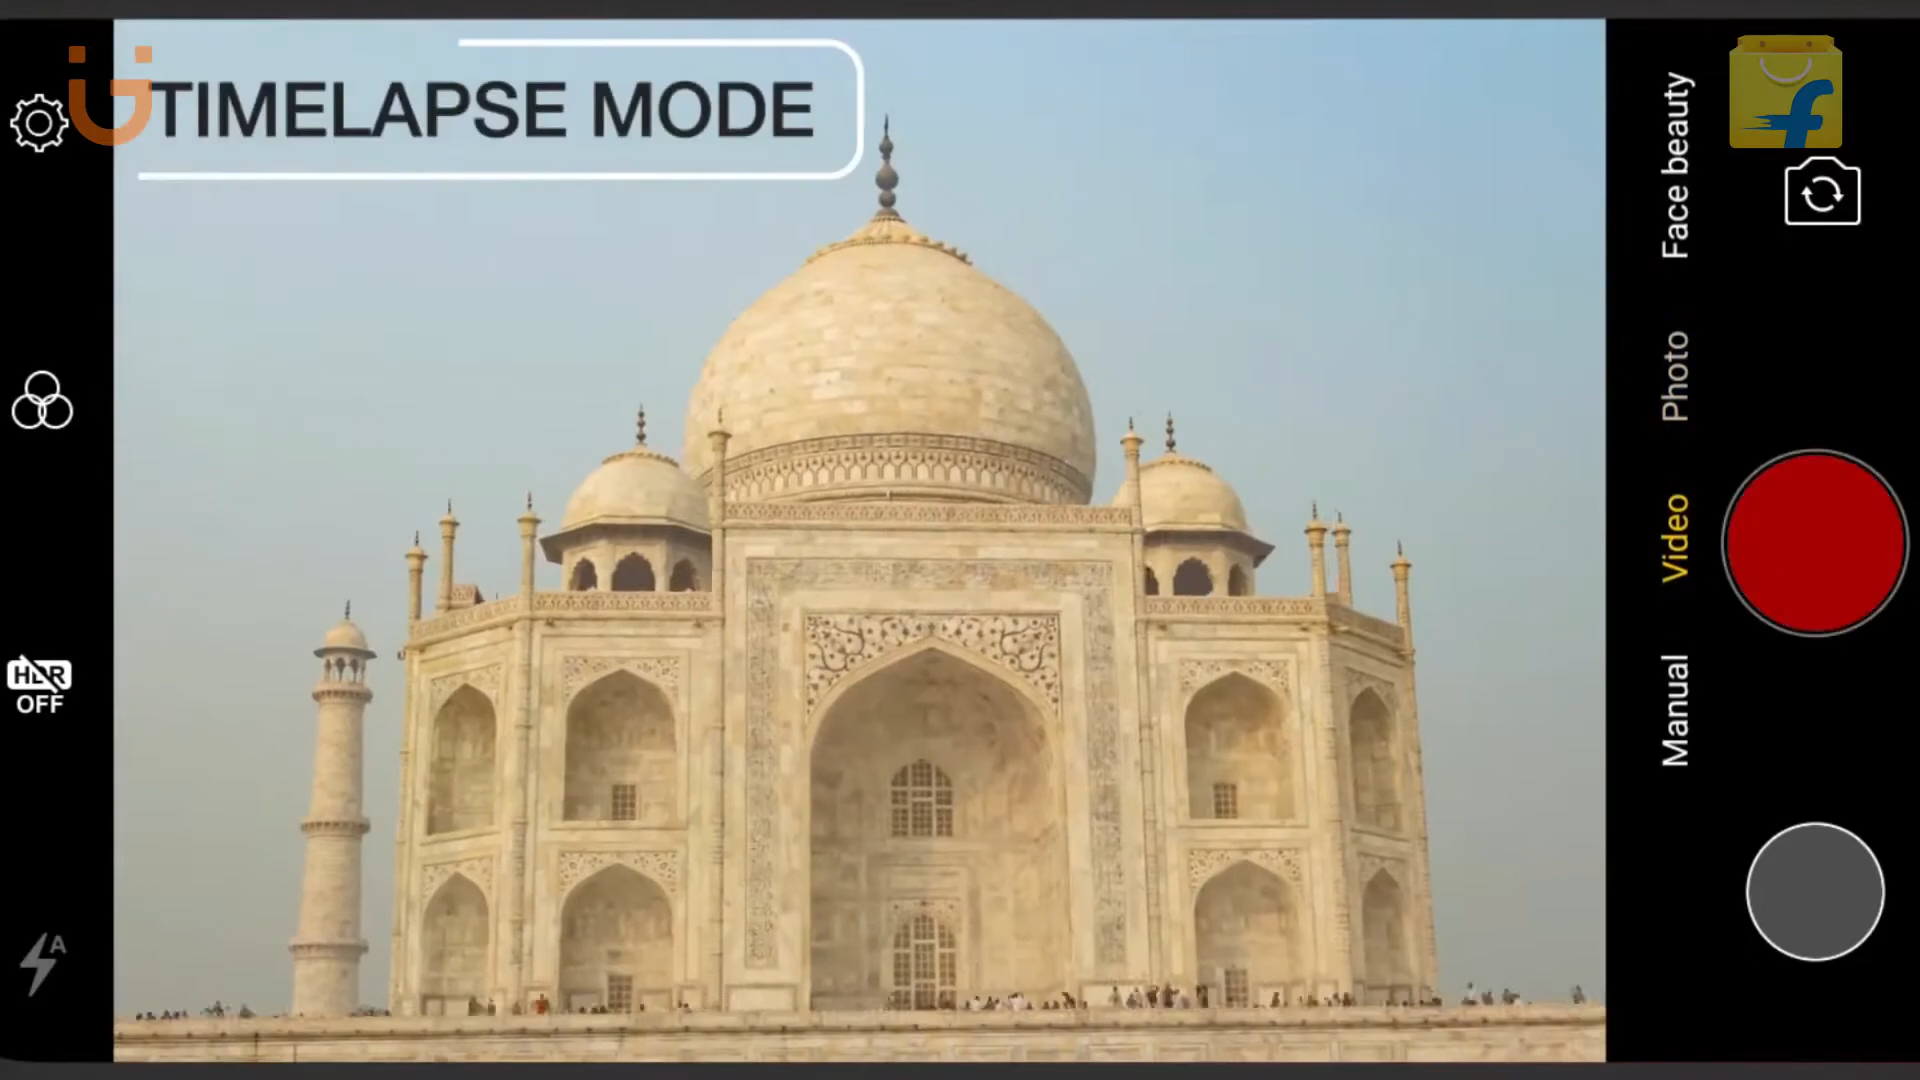 TIMELAPSE MODE
HDR
OFF
A
Face beauty
Photo
Video
Manual
f